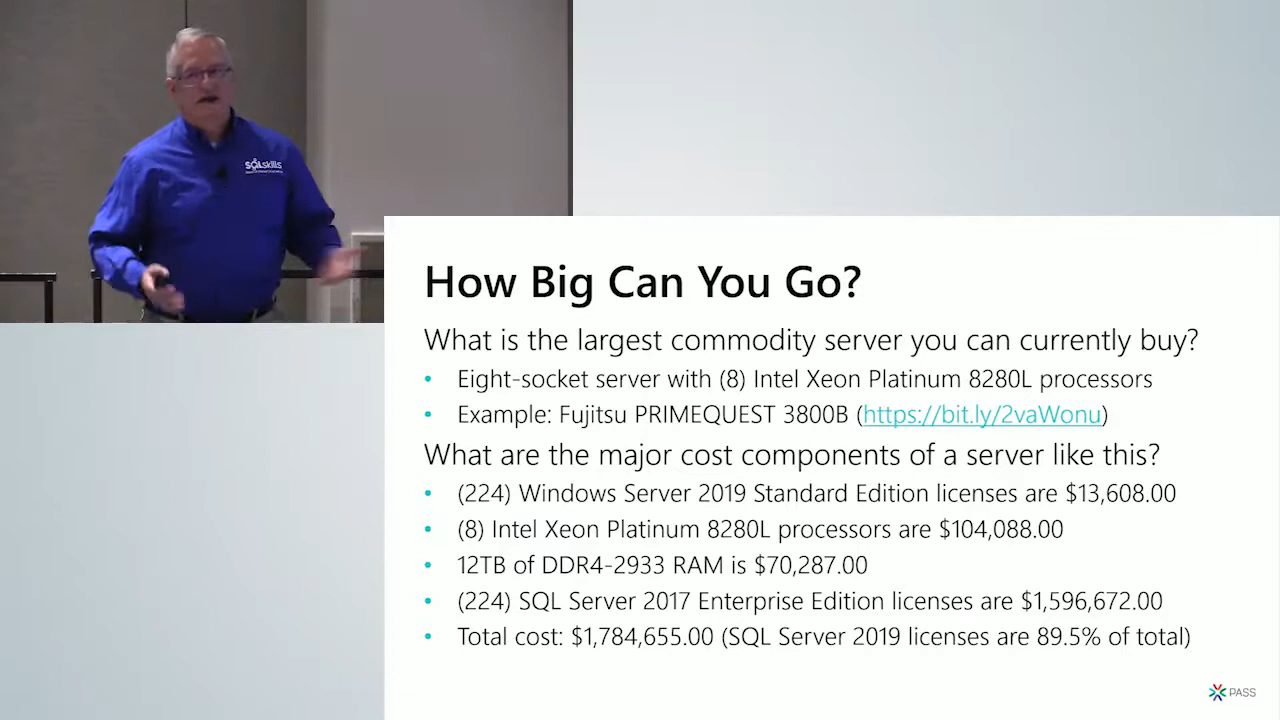 SQLskills
How Big Can You Go?
What is the largest commodity server you can currently buy?
• Eight-socket server with (8) Intel Xeon Platinum 8280L processors
• Example: Fujitsu PRIMEQUEST 3800B (https://bit.ly/2vaWonu)
What are the major cost components of a server like this?
• (224) Windows Server 2019 Standard Edition licenses are $13,608.00
• (8) Intel Xeon Platinum 8280L processors are $104,088.00
• 12TB of DDR4-2933 RAM is $70,287.00
• (224) SQL Server 2017 Enterprise Edition licenses are $1,596,672.00
• Total cost: $1,784,655.00 (SQL Server 2019 licenses are 89.5% of total)
PASS